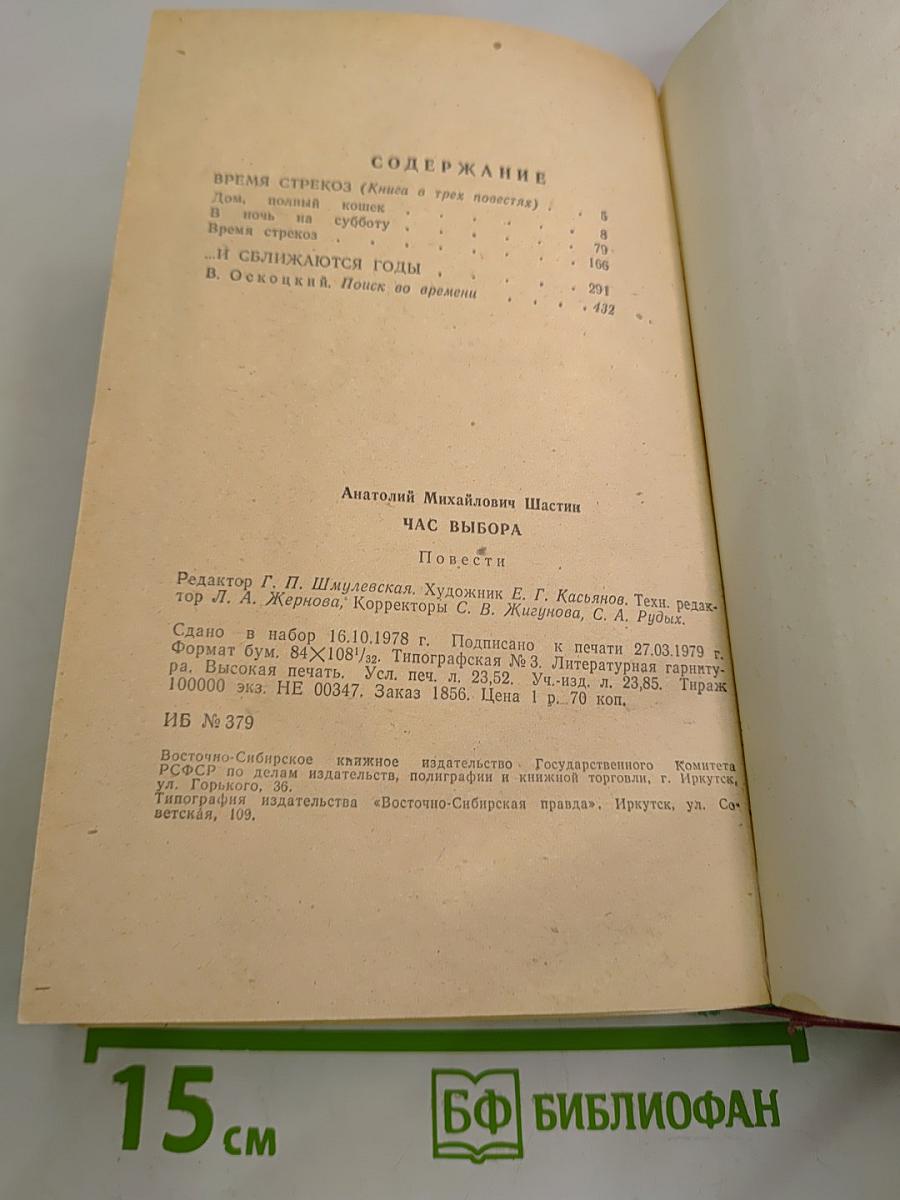 СОДЕРЖАНИЕ
ВРЕМЯ СТРЕКОЗ (Книга в трех повестях) . . 5
Дом, полный кошек . . . . . . 8
В ночь на субботу . . . . . . 79
Время стрекоз . . . . . . . 166
...И СБЛИЖАЮТСЯ ГОДЫ . . . . . 291
В. Оскоцкий. Поиск во времени . . . . 432
Анатолий Михайлович Шастин
ЧАС ВЫБОРА
Повести
Редактор Г. П. Шмулевская. Художник Е. Г. Касьянов. Техн. редак-
тор Л. А. Жернова, Корректоры С. В. Жигунова, С. А. Рудых.
Сдано в набор 16.10.1978 г. Подписано к печати 27.03.1979 г.
Формат бум. 84×108¹/₃₂. Типографская № 3. Литературная гарниту-
ра. Высокая печать. Усл. печ. л. 23,52. Уч.-изд. л. 23,85. Тираж
100000 экз. НЕ 00347. Заказ 1856. Цена 1 р. 70 коп.
ИБ № 379
Восточно-Сибирское книжное издательство Государственного Комитета
РСФСР по делам издательств, полиграфии и книжной торговли, г. Иркутск,
ул. Горького, 36.
Типография издательства «Восточно-Сибирская правда». Иркутск, ул. Со-
ветская, 109.
15 см
БФ БИБЛИОФАН